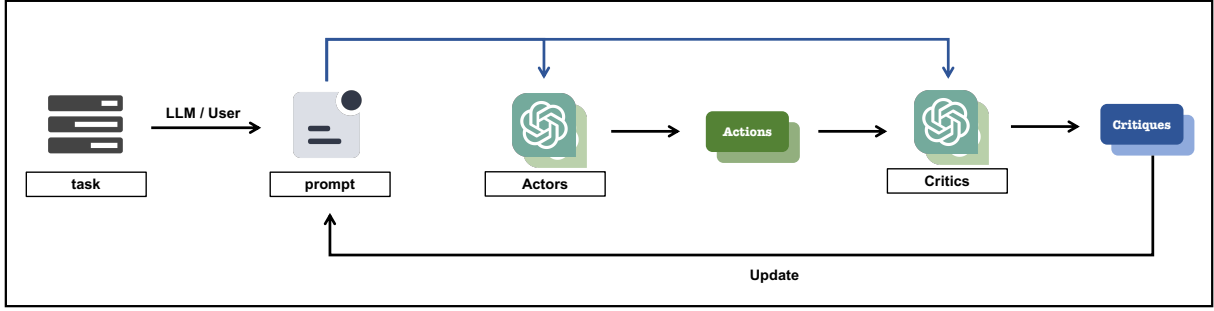 LLM / User
task
prompt
Actors
Actions
Critics
Critiques
Update